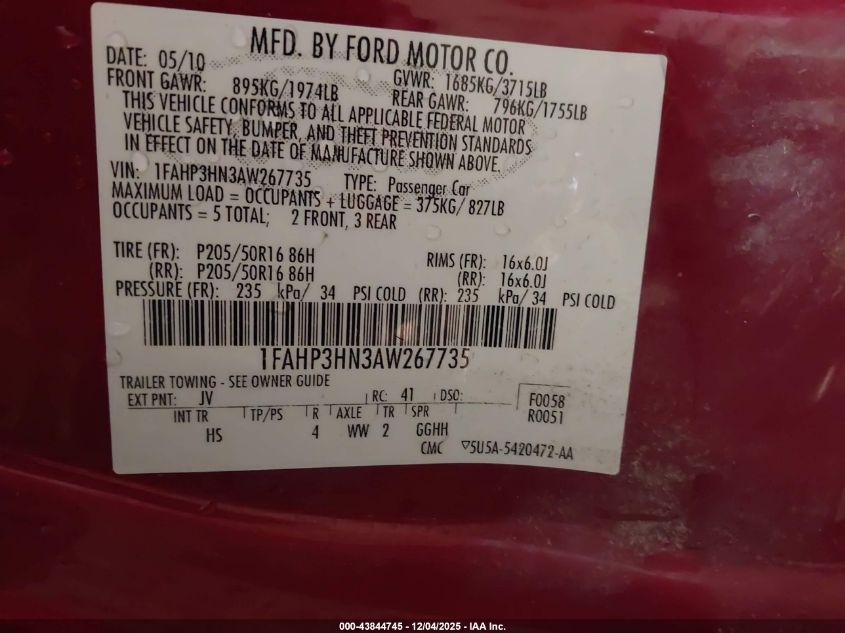 MFD. BY FORD MOTOR CO.
DATE: 05/10 GVWR: 1685KG/3715LB
FRONT GAWR: 895KG/1974LB REAR GAWR: 796KG/1755LB
THIS VEHICLE CONFORMS TO ALL APPLICABLE FEDERAL MOTOR
VEHICLE SAFETY, BUMPER, AND THEFT PREVENTION STANDARDS
IN EFFECT ON THE DATE OF MANUFACTURE SHOWN ABOVE.
VIN: 1FAHP3HN3AW267735 TYPE: Passenger Car
MAXIMUM LOAD = OCCUPANTS + LUGGAGE = 375KG/ 827LB
OCCUPANTS = 5 TOTAL; 2 FRONT, 3 REAR
TIRE (FR): P205/50R16 86H RIMS (FR): 16x6.0J
(RR): P205/50R16 86H (RR): 16x6.0J
PRESSURE (FR): 235 kPa/ 34 PSI COLD (RR): 235 kPa/ 34 PSI COLD
1FAHP3HN3AW267735
TRAILER TOWING - SEE OWNER GUIDE
EXT PNT: JV RC: 41 DSO: F0058
R0051
INT TR TP/PS R AXLE TR SPR
HS 4 WW 2 GGHH
CMC ▽5U5A-5420472-AA
000-43844745 - 12/04/2025 - IAA Inc.